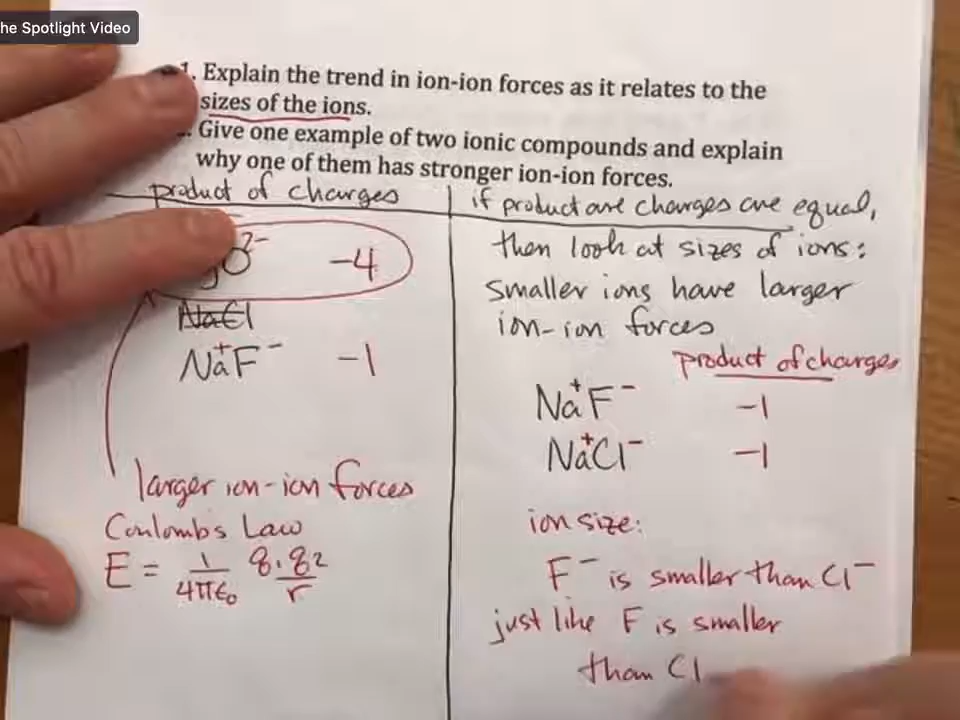 he Spotlight Video
1. Explain the trend in ion-ion forces as it relates to the
sizes of the ions.
Give one example of two ionic compounds and explain
why one of them has stronger ion-ion forces.
product of charges
O²⁻ -4
NaCl
Na⁺F⁻ -1
larger ion-ion forces
Coulombs Law
E = 1/4πϵ₀ q₁q₂/r
if product are charges are equal,
then look at sizes of ions:
smaller ions have larger
ion-ion forces
product of charges
Na⁺F⁻ -1
Na⁺Cl⁻ -1
ion size:
F⁻ is smaller than Cl⁻
just like F is smaller
than Cl